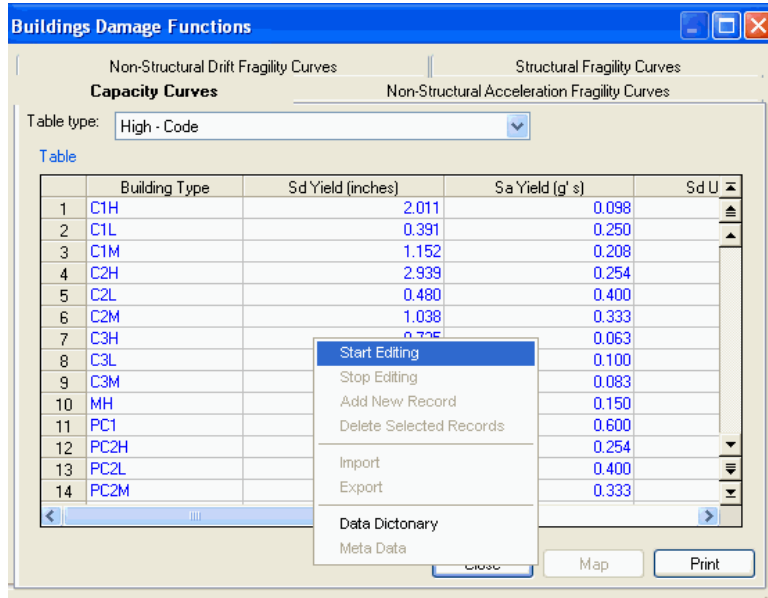 Buildings Damage Functions
Non-Structural Drift Fragility Curves Structural Fragility Curves
Capacity Curves Non-Structural Acceleration Fragility Curves
Table type: High - Code
Table
Building Type Sd Yield (inches) Sa Yield (g' s) Sd U
1 C1H 2.011 0.098
2 C1L 0.391 0.250
3 C1M 1.152 0.208
4 C2H 2.939 0.254
5 C2L 0.480 0.400
6 C2M 1.038 0.333
7 C3H 0.735 0.063
8 C3L 0.100
9 C3M 0.083
10 MH 0.150
11 PC1 0.600
12 PC2H 0.254
13 PC2L 0.400
14 PC2M 0.333
Start Editing
Stop Editing
Add New Record
Delete Selected Records
Import
Export
Data Dictonary
Meta Data
Close Map Print